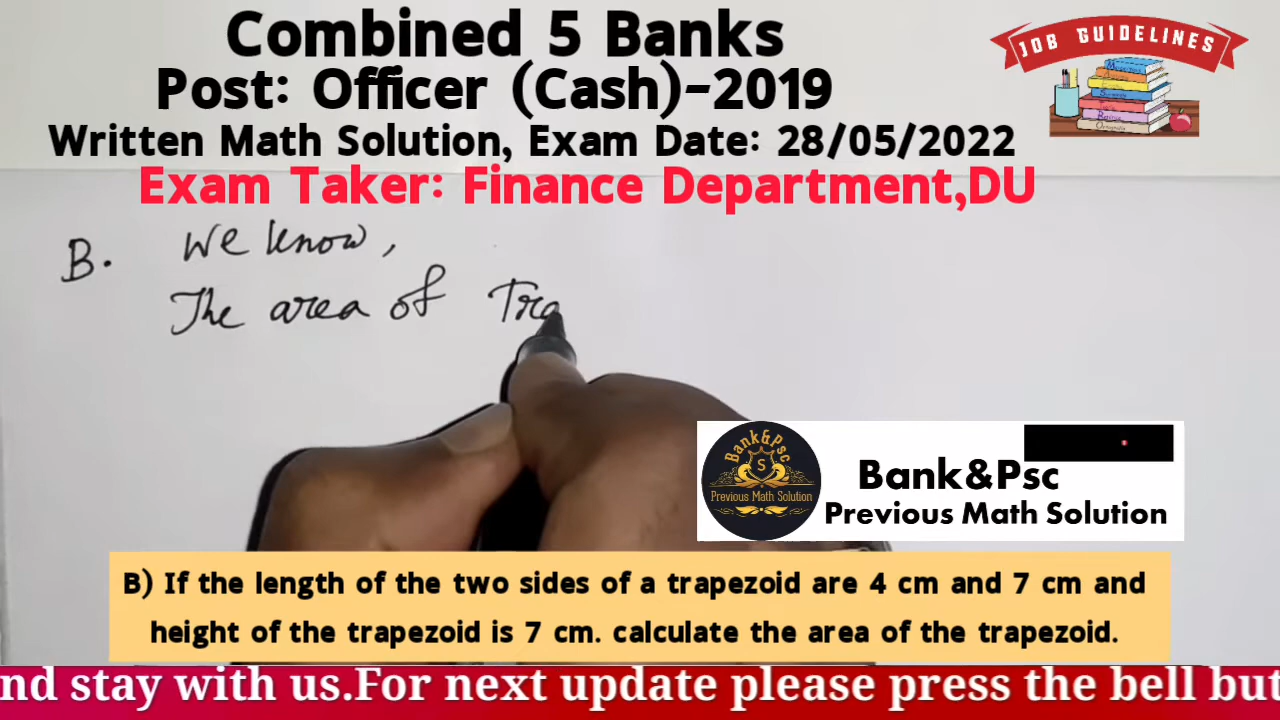 Combined 5 Banks
Post: Officer (Cash)-2019
Written Math Solution, Exam Date: 28/05/2022
Exam Taker: Finance Department,DU
JOB GUIDELINES
B. We know,
The area of Tra
Bank&Psc
S
Previous Math Solution
Bank&Psc
Previous Math Solution
B) If the length of the two sides of a trapezoid are 4 cm and 7 cm and
height of the trapezoid is 7 cm. calculate the area of the trapezoid.
nd stay with us.For next update please press the bell but